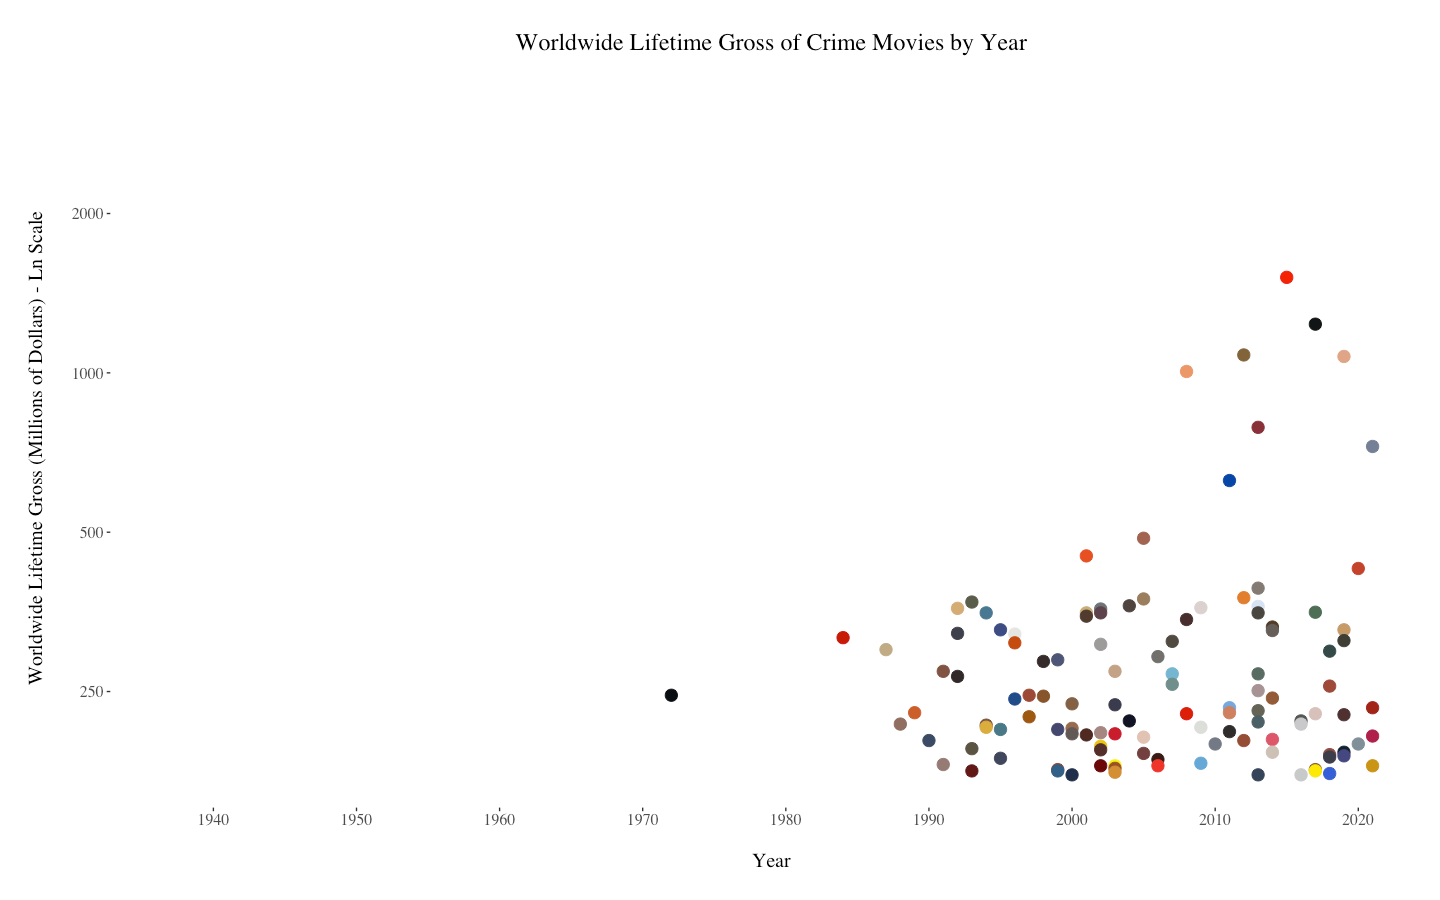 Worldwide Lifetime Gross of Crime Movies by Year
Worldwide Lifetime Gross (Millions of Dollars) - Ln Scale
2000
1000
500
250
1940 1950 1960 1970 1980 1990 2000 2010 2020
Year